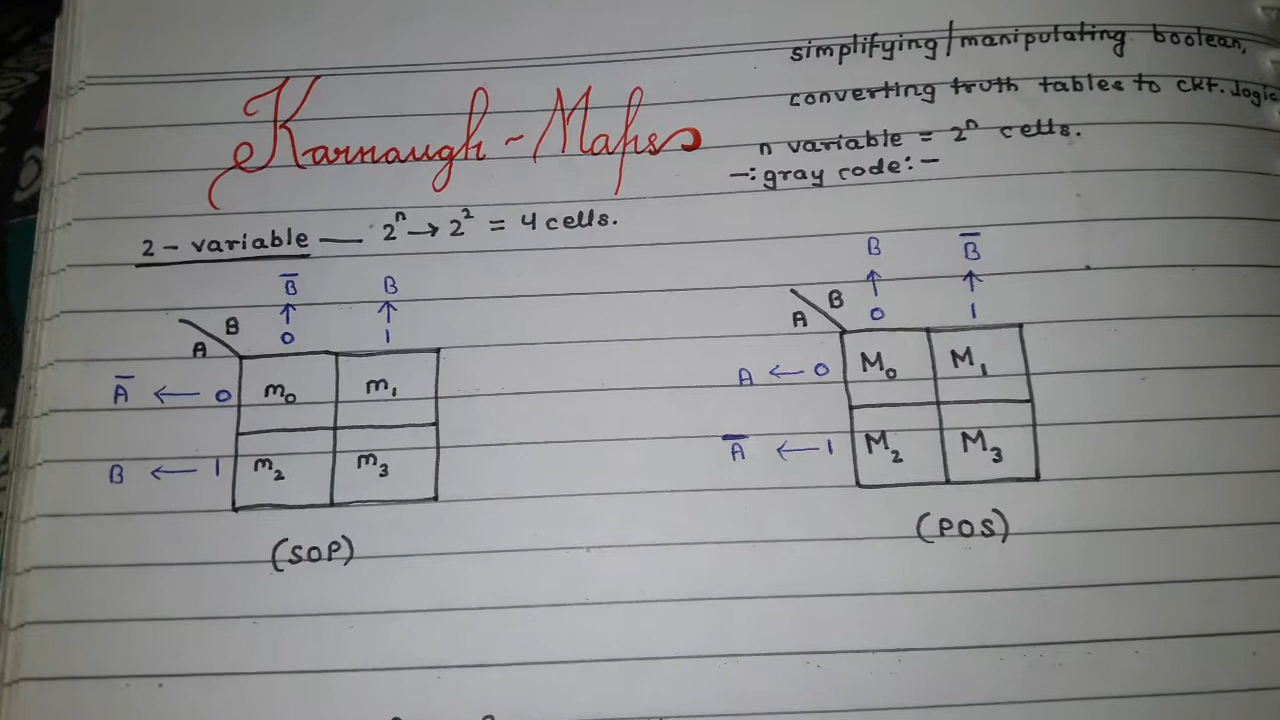 simplifying/manipulating boolean,
converting truth tables to ckt. logic
Karnaugh-Maps
n variable = 2ⁿ cells.
-: gray code:-
2-variable — 2ⁿ → 2² = 4 cells.
B̅ B
↑ ↑
A B 0 1
A̅ ← 0 m₀ m₁
B ← 1 m₂ m₃
(SOP)
B B̅
↑ ↑
A B 0 1
A ← 0 M₀ M₁
A̅ ← 1 M₂ M₃
(POS)